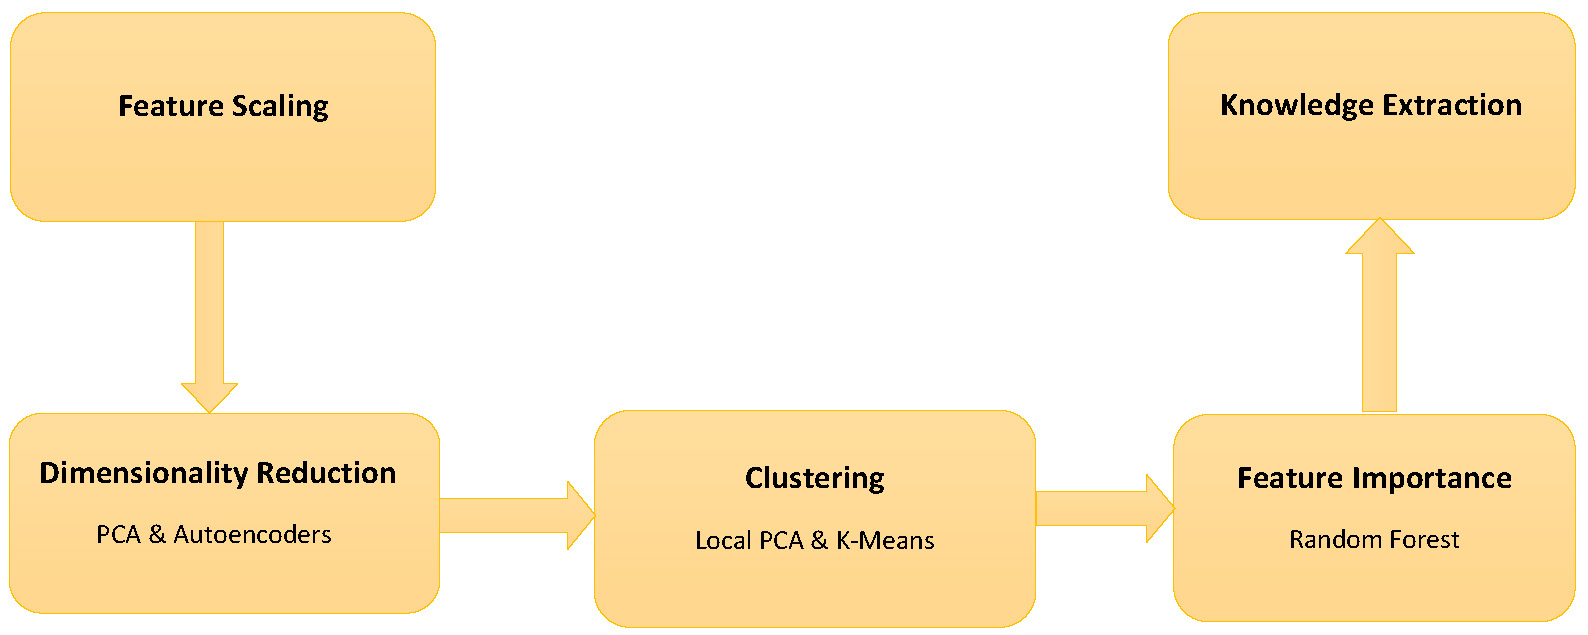 Feature Scaling
Dimensionality Reduction
PCA & Autoencoders
Clustering
Local PCA & K-Means
Feature Importance
Random Forest
Knowledge Extraction